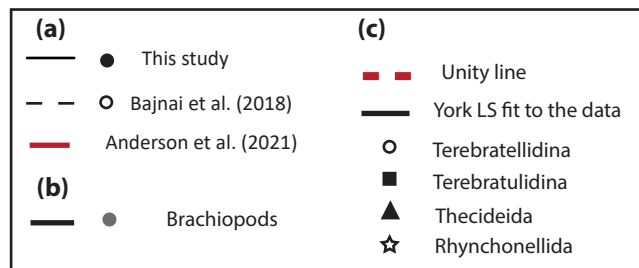 (a)
This study
Bajnai et al. (2018)
Anderson et al. (2021)
(b)
Brachiopods
(c)
Unity line
York LS fit to the data
Terebratellidina
Terebratulidina
Thecideida
Rhynchonellida